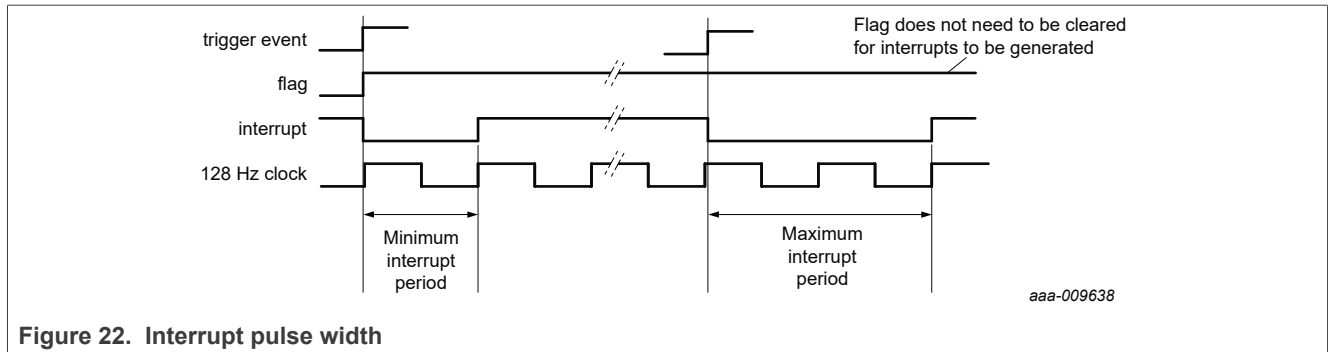 trigger event
Flag does not need to be cleared
for interrupts to be generated
flag
interrupt
128 Hz clock
Minimum
interrupt
period
Maximum
interrupt
period
aaa-009638
Figure 22. Interrupt pulse width